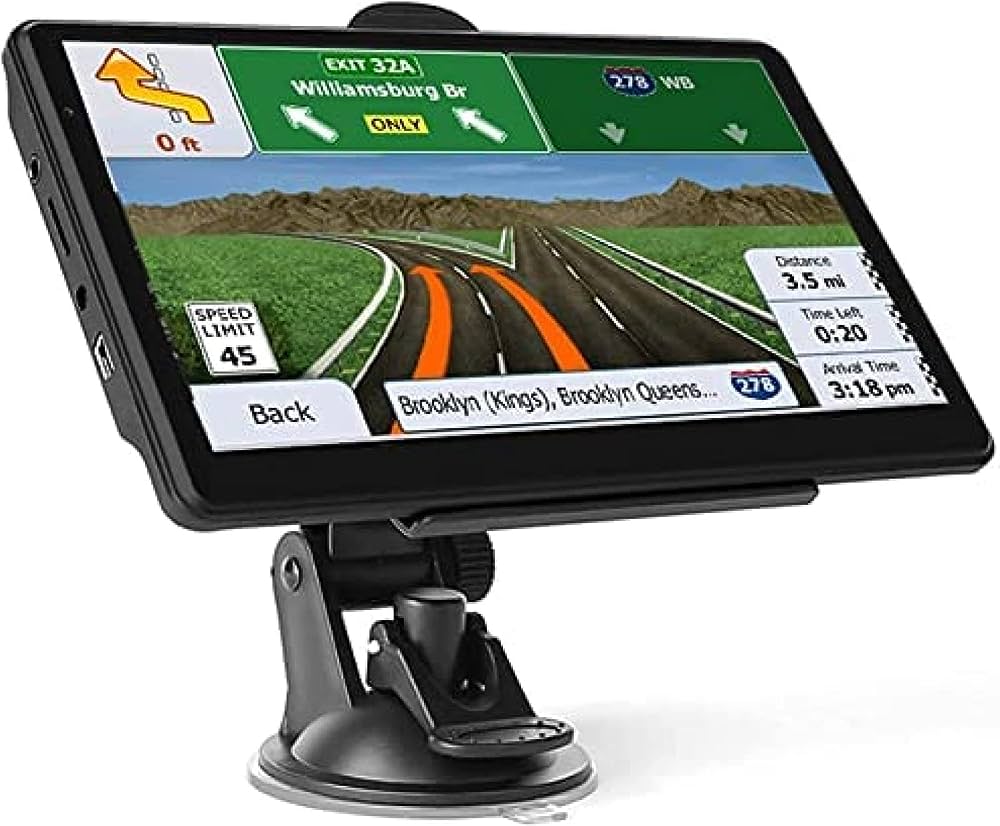 0 ft
EXIT 32A
Williamsburg Br
ONLY
278 WB
Distance
3.5 mi
Time Left
0:20
Arrival Time
3:18 pm
SPEED
LIMIT
45
Back
Brooklyn (Kings), Brooklyn Queens... 278